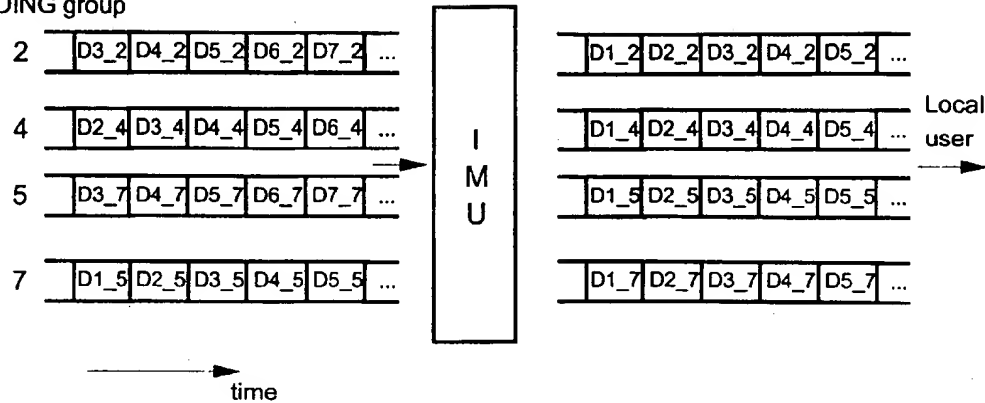 DING group
2 D3_2 D4_2 D5_2 D6_2 D7_2 ... D1_2 D2_2 D3_2 D4_2 D5_2 ...
4 D2_4 D3_4 D4_4 D5_4 D6_4 ... D1_4 D2_4 D3_4 D4_4 D5_4 ...
5 D3_7 D4_7 D5_7 D6_7 D7_7 ... D1_5 D2_5 D3_5 D4_5 D5_5 ...
7 D1_5 D2_5 D3_5 D4_5 D5_5 ... D1_7 D2_7 D3_7 D4_7 D5_7 ...
I
M
U
Local
user
time